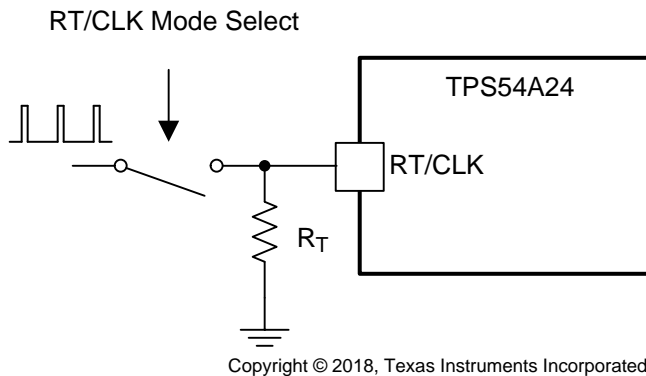 RT/CLK Mode Select
TPS54A24
RT/CLK
RT
Copyright © 2018, Texas Instruments Incorporated